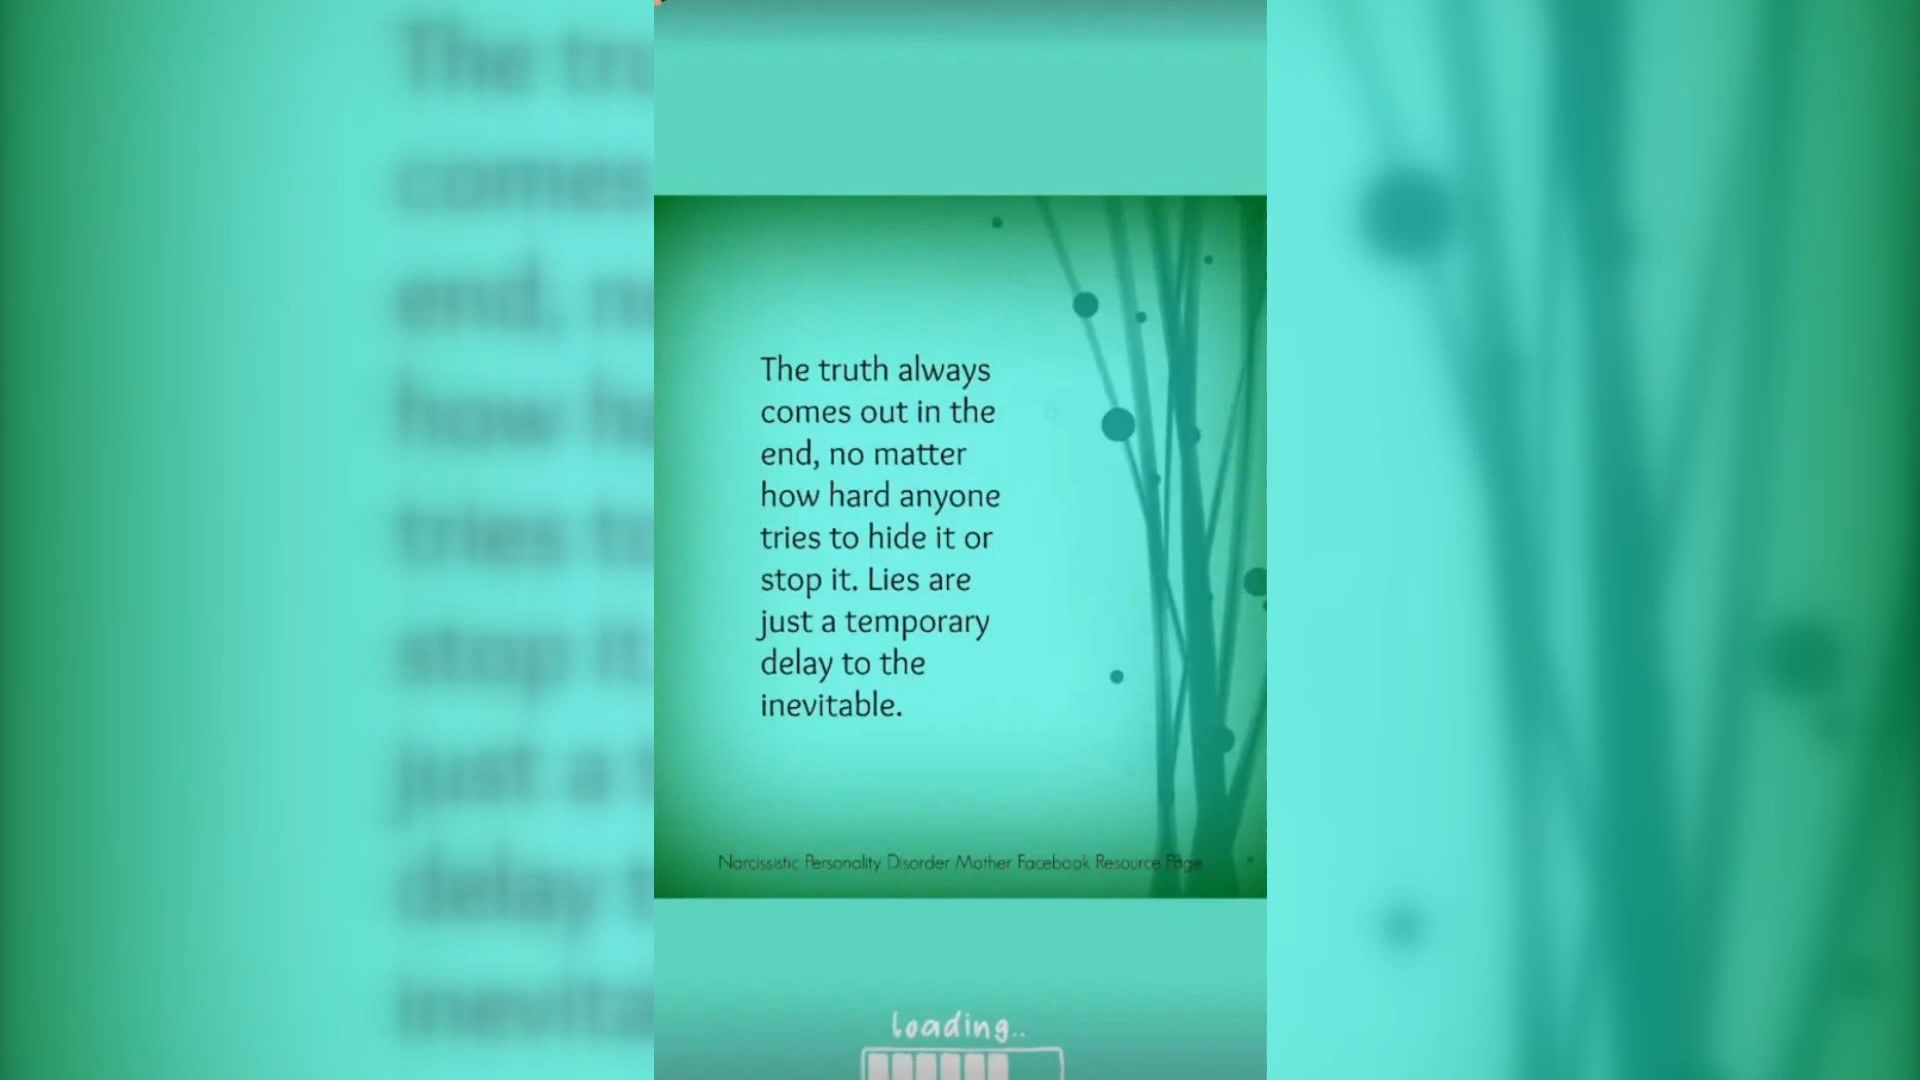 The truth always
comes out in the
end, no matter
how hard anyone
tries to hide it or
stop it. Lies are
just a temporary
delay to the
inevitable.
Narcissistic Personality Disorder Mother Facebook Resource Page
loading..